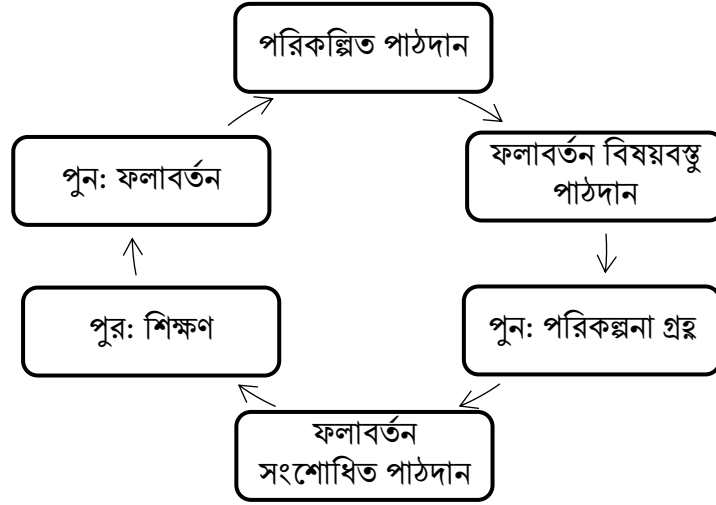 পরিকল্পিত পাঠদান
ফলাবর্তন বিষয়বস্তু
পাঠদান
পুন: পরিকল্পনা গ্রহ্ণ
ফলাবর্তন
সংশোধিত পাঠদান
পুর: শিক্ষণ
পুন: ফলাবর্তন